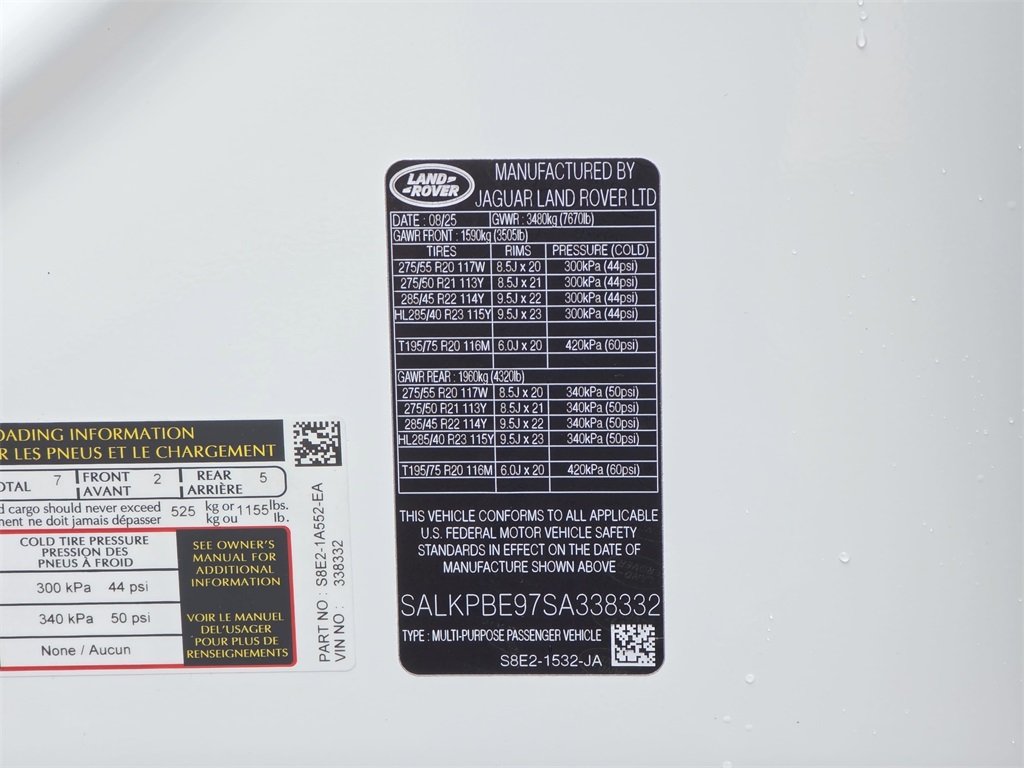 LAND ROVER
MANUFACTURED BY
JAGUAR LAND ROVER LTD
DATE : 08/25 GVWR : 3480kg (7670lb)
GAWR FRONT : 1590kg (3505lb)
TIRES RIMS PRESSURE (COLD)
275/55 R20 117W 8.5J x 20 300kPa (44psi)
275/50 R21 113Y 8.5J x 21 300kPa (44psi)
285/45 R22 114Y 9.5J x 22 300kPa (44psi)
HL285/40 R23 115Y 9.5J x 23 300kPa (44psi)
T195/75 R20 116M 6.0J x 20 420kPa (60psi)
GAWR REAR : 1960kg (4320lb)
275/55 R20 117W 8.5J x 20 340kPa (50psi)
275/50 R21 113Y 8.5J x 21 340kPa (50psi)
285/45 R22 114Y 9.5J x 22 340kPa (50psi)
HL285/40 R23 115Y 9.5J x 23 340kPa (50psi)
T195/75 R20 116M 6.0J x 20 420kPa (60psi)
THIS VEHICLE CONFORMS TO ALL APPLICABLE
U.S. FEDERAL MOTOR VEHICLE SAFETY
STANDARDS IN EFFECT ON THE DATE OF
MANUFACTURE SHOWN ABOVE
SALKPBE97SA338332
TYPE : MULTI-PURPOSE PASSENGER VEHICLE
S8E2-1532-JA
OADING INFORMATION
R LES PNEUS ET LE CHARGEMENT
OTAL 7 FRONT 2 REAR 5
AVANT ARRIÈRE
d cargo should never exceed 525 kg or 1155 lbs.
ment ne doit jamais dépasser kg ou lb.
COLD TIRE PRESSURE
PRESSION DES
PNEUS À FROID
300 kPa 44 psi
340 kPa 50 psi
None / Aucun
SEE OWNER'S
MANUAL FOR
ADDITIONAL
INFORMATION
VOIR LE MANUEL
DEL'USAGER
POUR PLUS DE
RENSEIGNEMENTS
PART NO : S8E2-1A552-EA
VIN NO : 338332